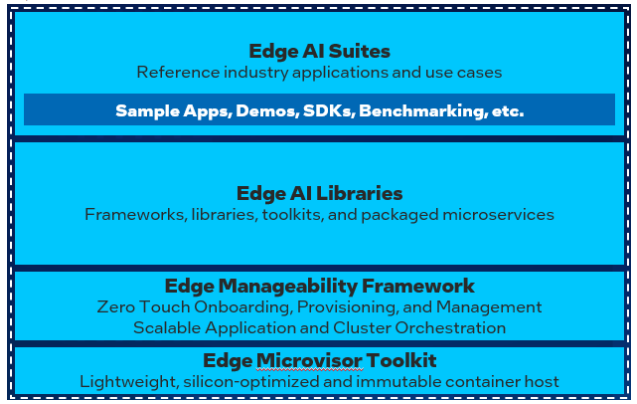 Edge AI Suites
Reference industry applications and use cases
Sample Apps, Demos, SDKs, Benchmarking, etc.
Edge AI Libraries
Frameworks, libraries, toolkits, and packaged microservices
Edge Manageability Framework
Zero Touch Onboarding, Provisioning, and Management
Scalable Application and Cluster Orchestration
Edge Microvisor Toolkit
Lightweight, silicon-optimized and immutable container host